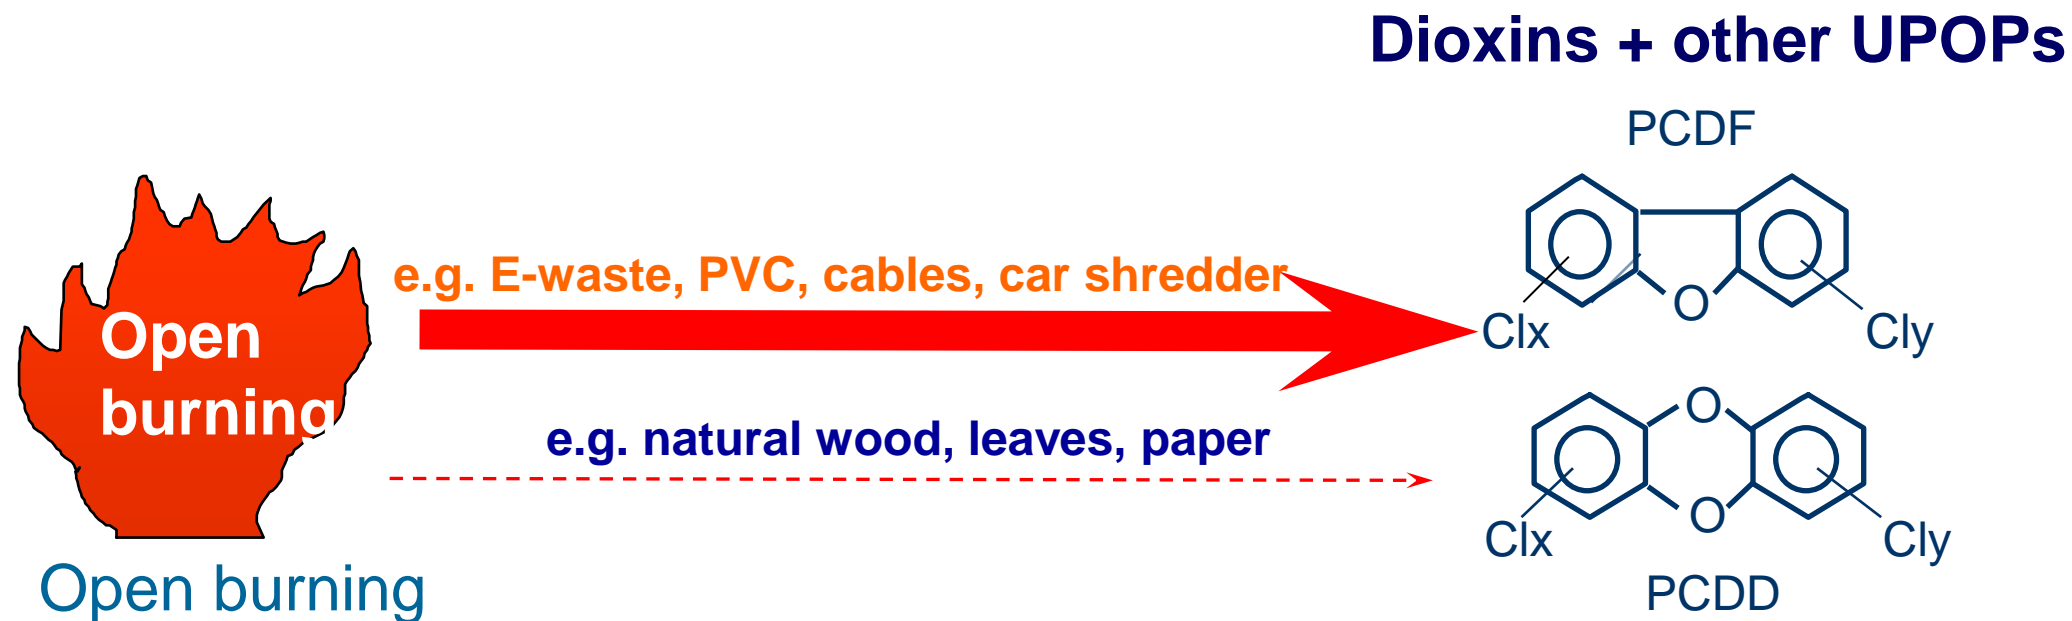 Dioxins + other UPOPs
PCDF
e.g. E-waste, PVC, cables, car shredder
O
Clx
Cly
Open
burning
e.g. natural wood, leaves, paper
O
O
Clx
Cly
Open burning
PCDD